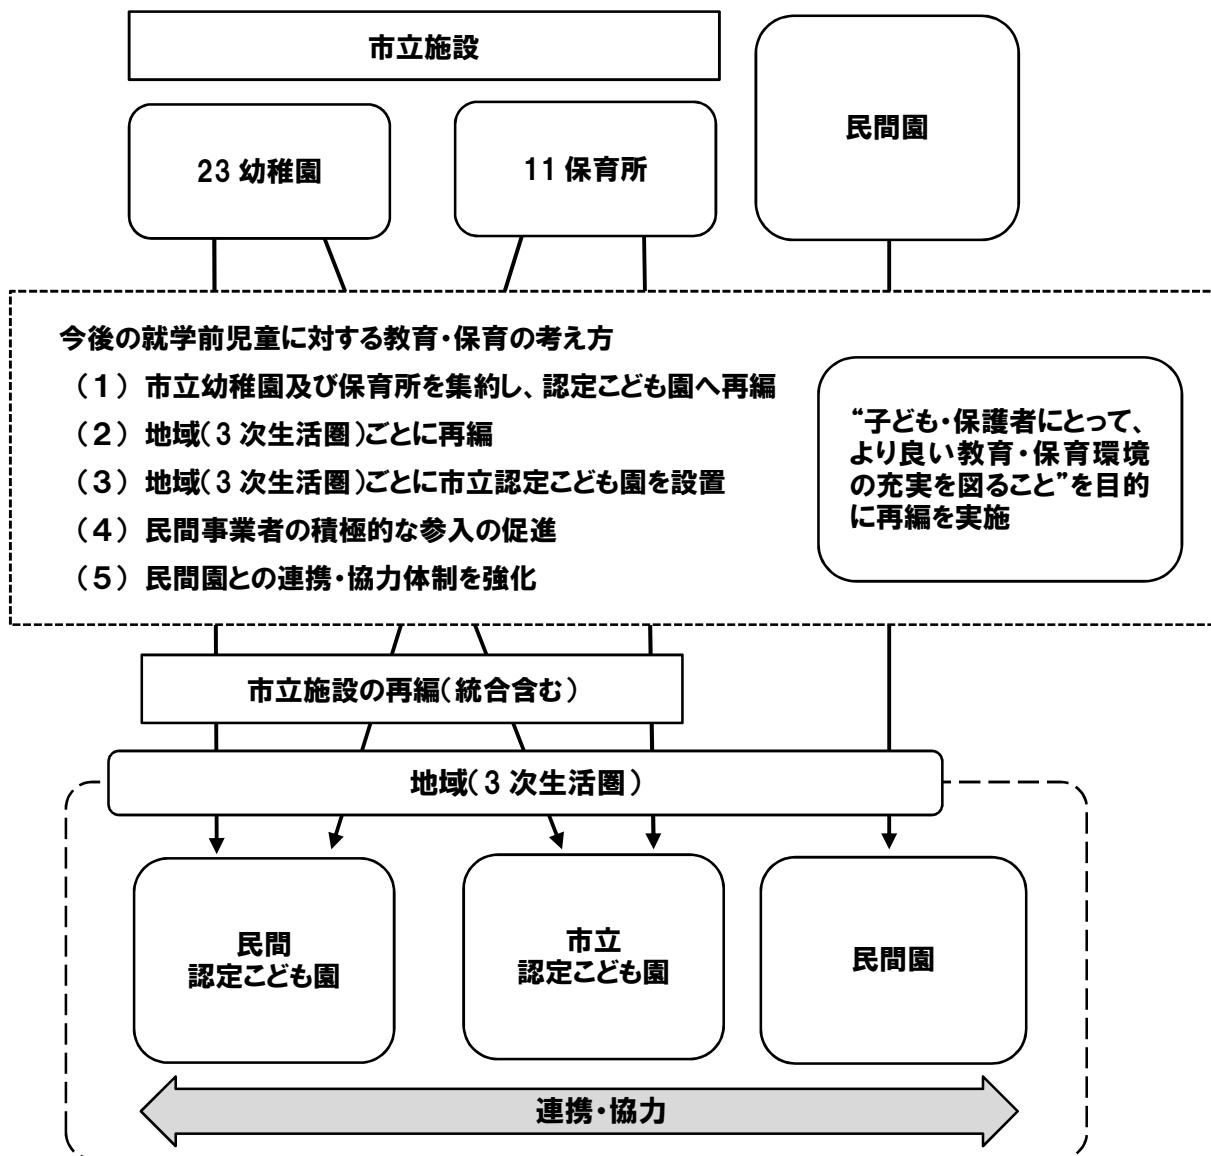 市立施設
民間園
23 幼稚園
11 保育所
今後の就学前児童に対する教育・保育の考え方
（１）市立幼稚園及び保育所を集約し、認定こども園へ再編
（２）地域（３次生活圏）ごとに再編
（３）地域（３次生活圏）ごとに市立認定こども園を設置
（４）民間事業者の積極的な参入の促進
（５）民間園との連携・協力体制を強化
“子ども・保護者にとって、
より良い教育・保育環境
の充実を図ること”を目的
に再編を実施
市立施設の再編（統合含む）
地域（３次生活圏）
民間
認定こども園
市立
認定こども園
民間園
連携・協力